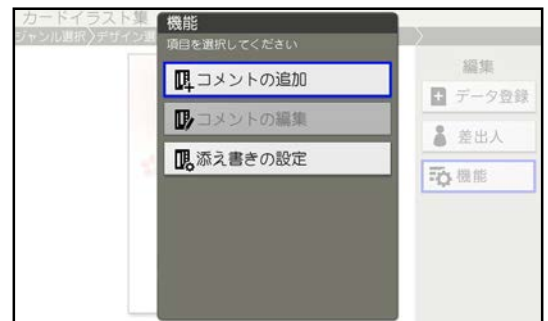 カードイラスト集
ジャンル選択〉デザイン選
機能
項目を選択してください
コメントの追加
コメントの編集
添え書きの設定
編集
データ登録
差出人
機能